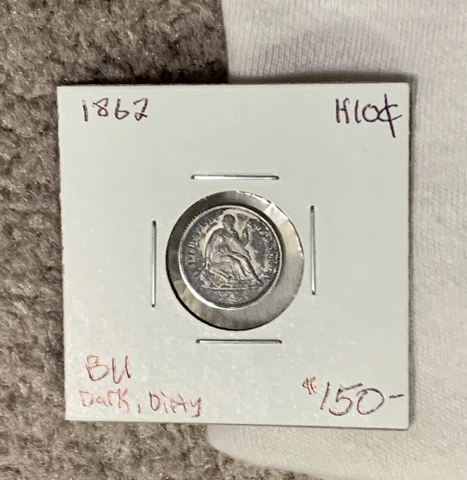 1862 H10¢
BU
Dark, Dirty
$150-